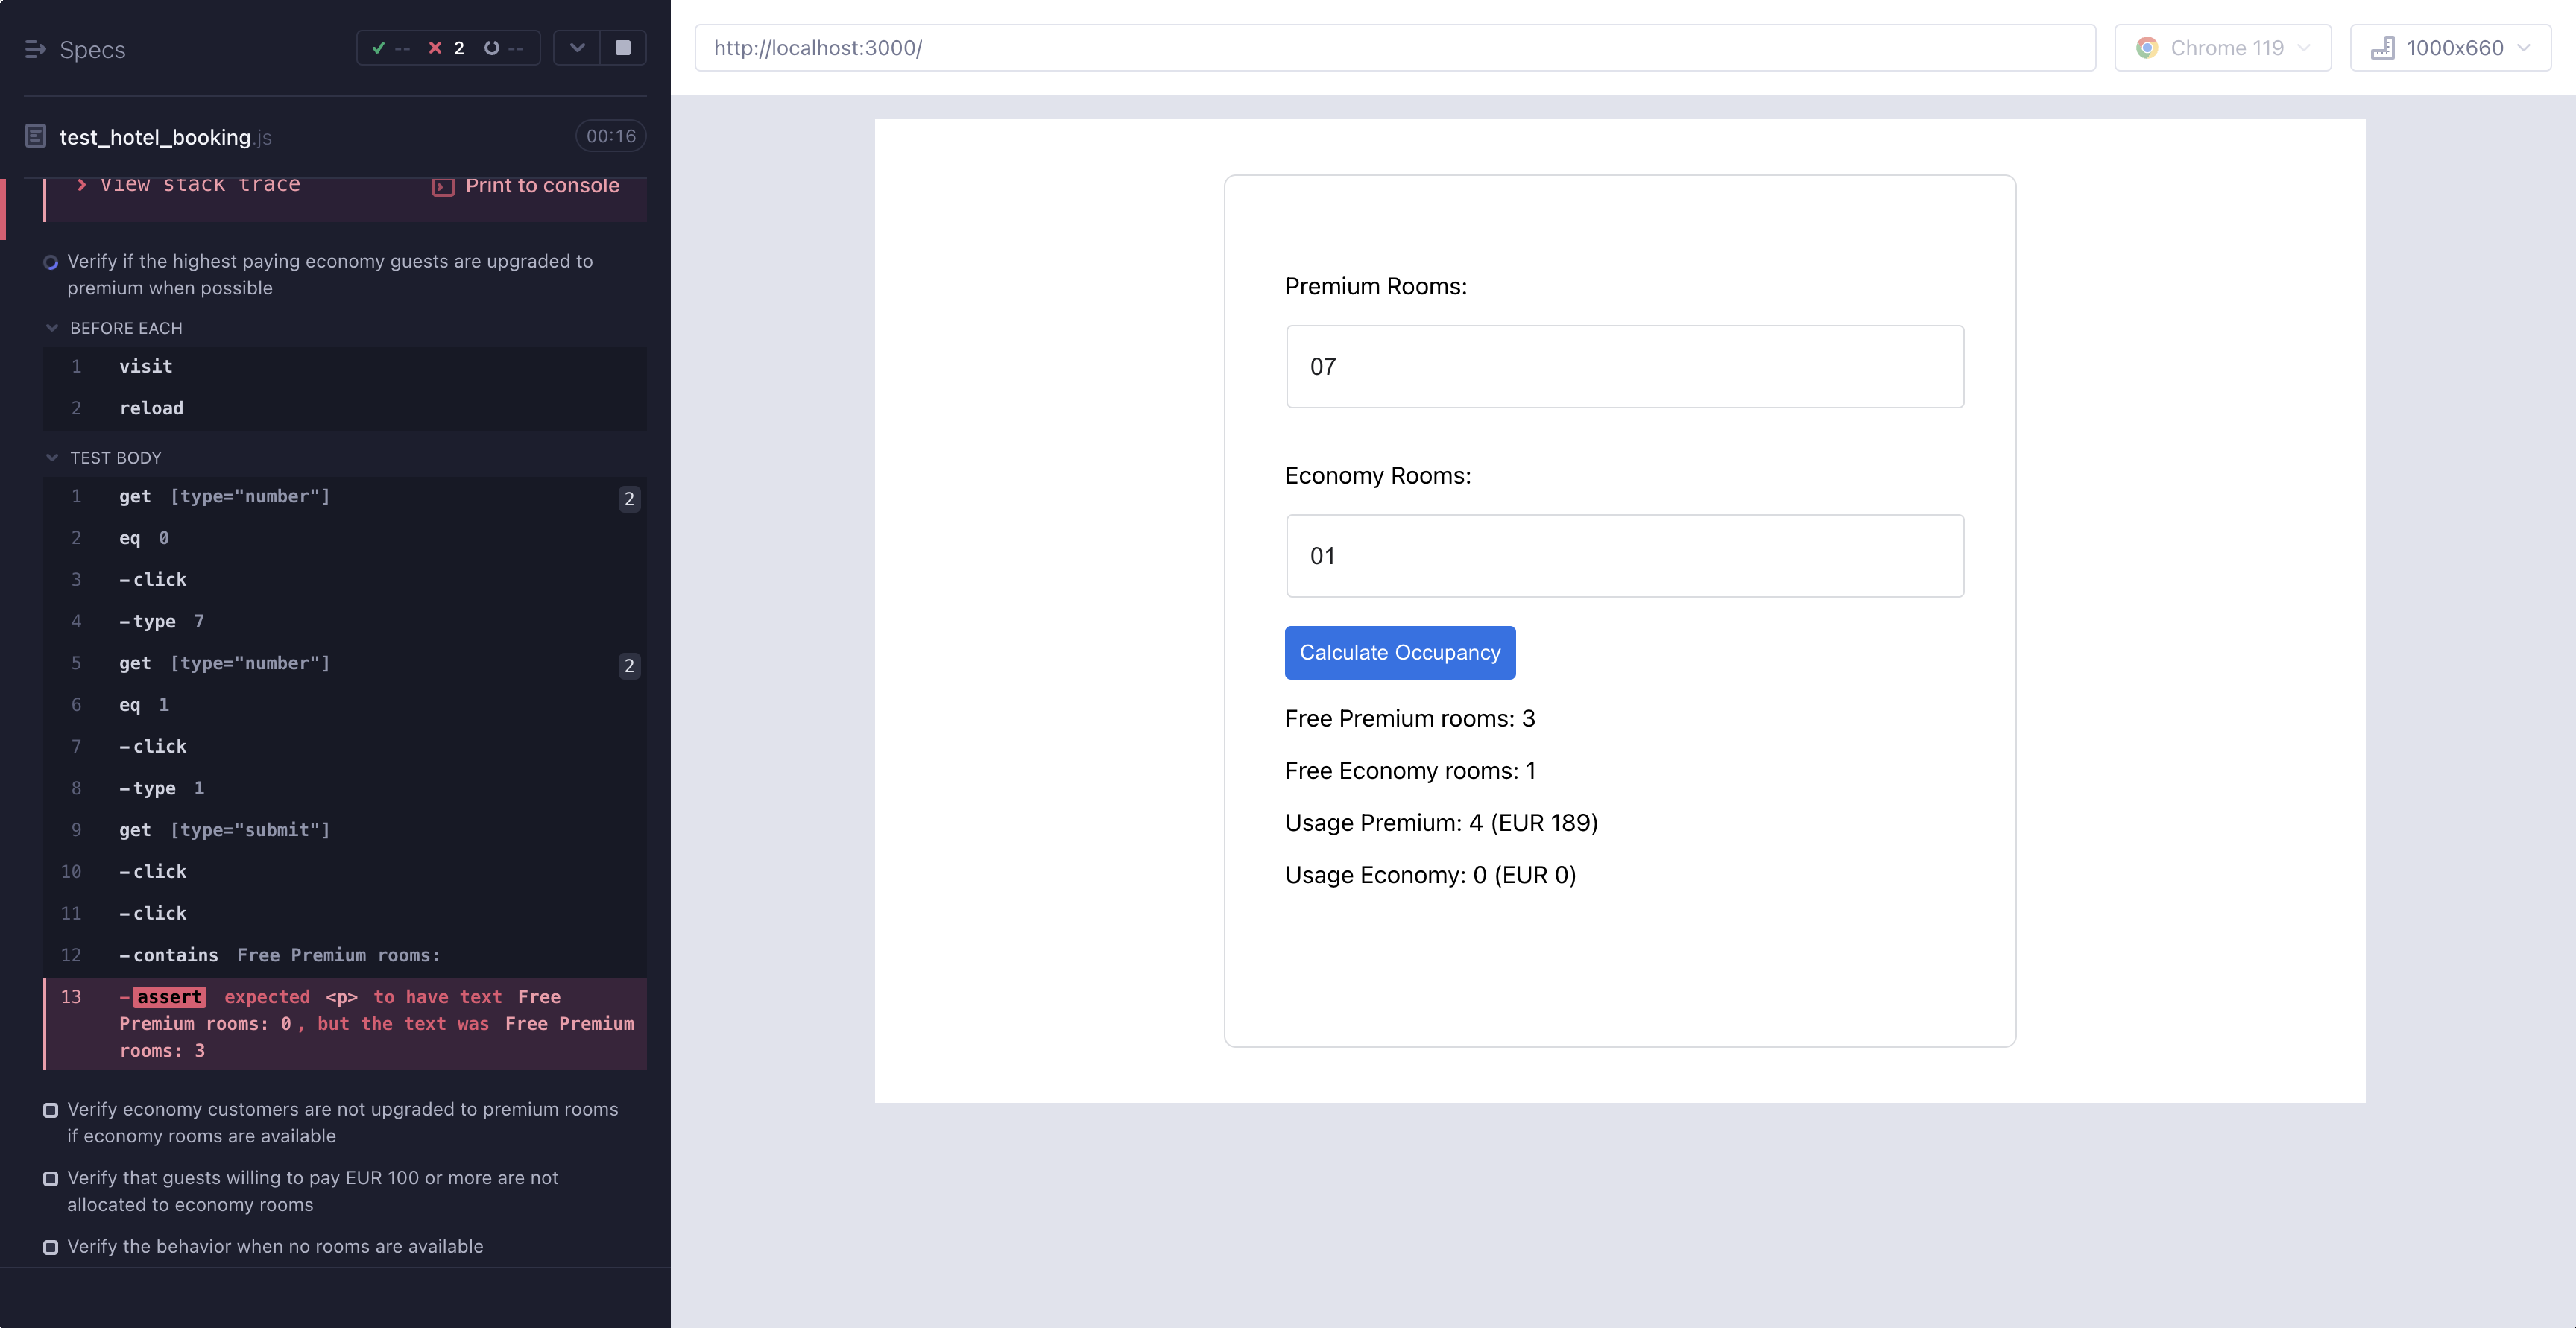 Specs
-- 2 --
test_hotel_booking.js
00:16
View stack trace
Print to console
Verify if the highest paying economy guests are upgraded to
premium when possible
BEFORE EACH
1 visit
2 reload
TEST BODY
1 get [type="number"] 2
2 eq 0
3 -click
4 -type 7
5 get [type="number"] 2
6 eq 1
7 -click
8 -type 1
9 get [type="submit"]
10 -click
11 -click
12 -contains Free Premium rooms:
13 -assert expected <p> to have text Free
Premium rooms: 0, but the text was Free Premium
rooms: 3
Verify economy customers are not upgraded to premium rooms
if economy rooms are available
Verify that guests willing to pay EUR 100 or more are not
allocated to economy rooms
Verify the behavior when no rooms are available
http://localhost:3000/
Chrome 119
1000x660
Premium Rooms:
07
Economy Rooms:
01
Calculate Occupancy
Free Premium rooms: 3
Free Economy rooms: 1
Usage Premium: 4 (EUR 189)
Usage Economy: 0 (EUR 0)